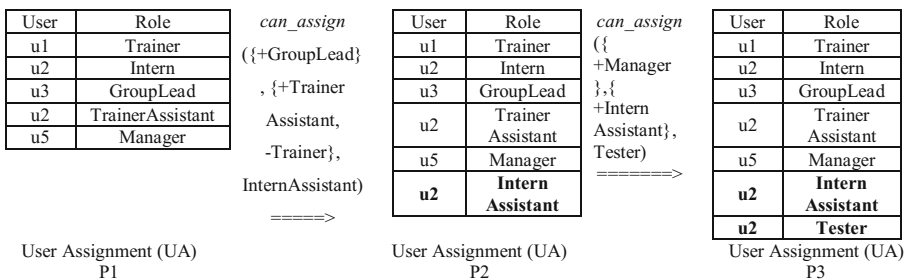 User Role
u1 Trainer
u2 Intern
u3 GroupLead
u2 TrainerAssistant
u5 Manager
User Assignment (UA)
P1
can_assign
({+GroupLead}
, {+Trainer
Assistant,
-Trainer},
InternAssistant)
=====>
User Role
u1 Trainer
u2 Intern
u3 GroupLead
u2 Trainer
Assistant
u5 Manager
u2 Intern
Assistant
User Assignment (UA)
P2
can_assign
({
+Manager
},{
+Intern
Assistant},
Tester)
=======>
User Role
u1 Trainer
u2 Intern
u3 GroupLead
u2 Trainer
Assistant
u5 Manager
u2 Intern
Assistant
u2 Tester
User Assignment (UA)
P3